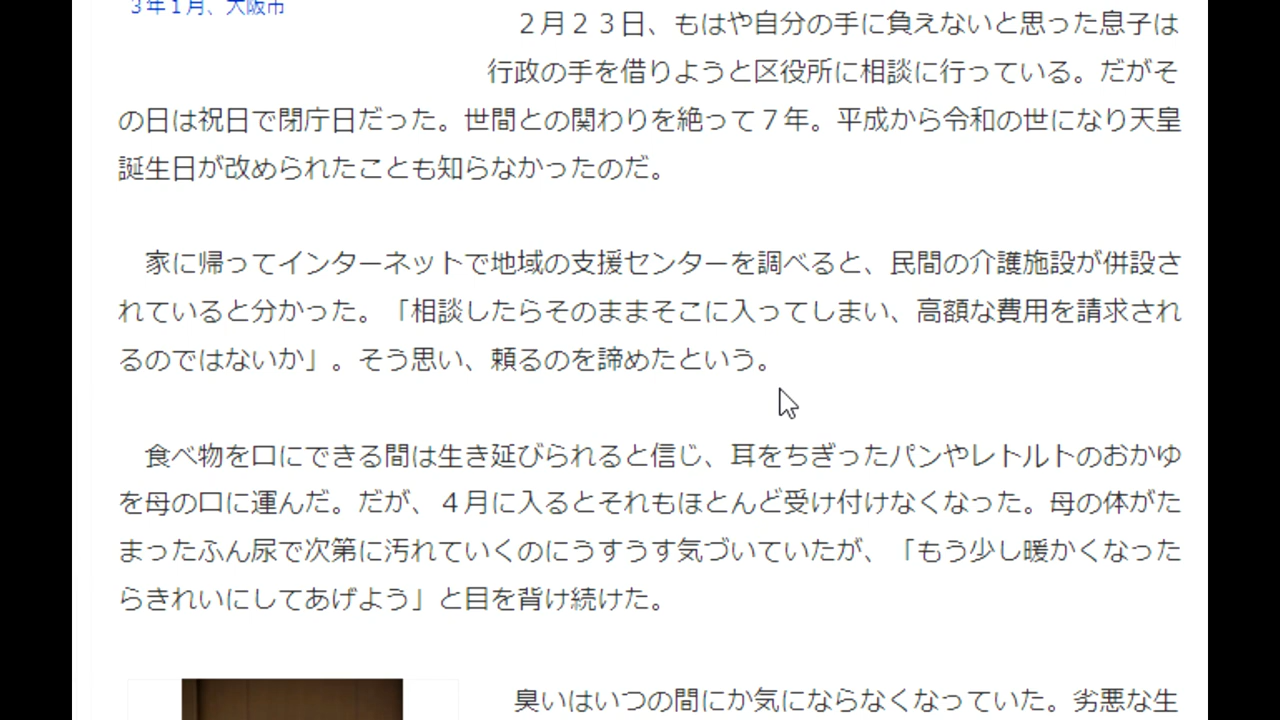 ３年１月、大阪市
２月２３日、もはや自分の手に負えないと思った息子は
行政の手を借りようと区役所に相談に行っている。だがそ
の日は祝日で閉庁日だった。世間との関わりを絶って７年。平成から令和の世になり天皇
誕生日が改められたことも知らなかったのだ。
家に帰ってインターネットで地域の支援センターを調べると、民間の介護施設が併設さ
れていると分かった。「相談したらそのままそこに入ってしまい、高額な費用を請求され
るのではないか」。そう思い、頼るのを諦めたという。
食べ物を口にできる間は生き延びられると信じ、耳をちぎったパンやレトルトのおかゆ
を母の口に運んだ。だが、４月に入るとそれもほとんど受け付けなくなった。母の体がた
まったふん尿で次第に汚れていくのにうすうす気づいていたが、「もう少し暖かくなった
らきれいにしてあげよう」と目を背け続けた。
臭いはいつの間にか気にならなくなっていた。劣悪な生